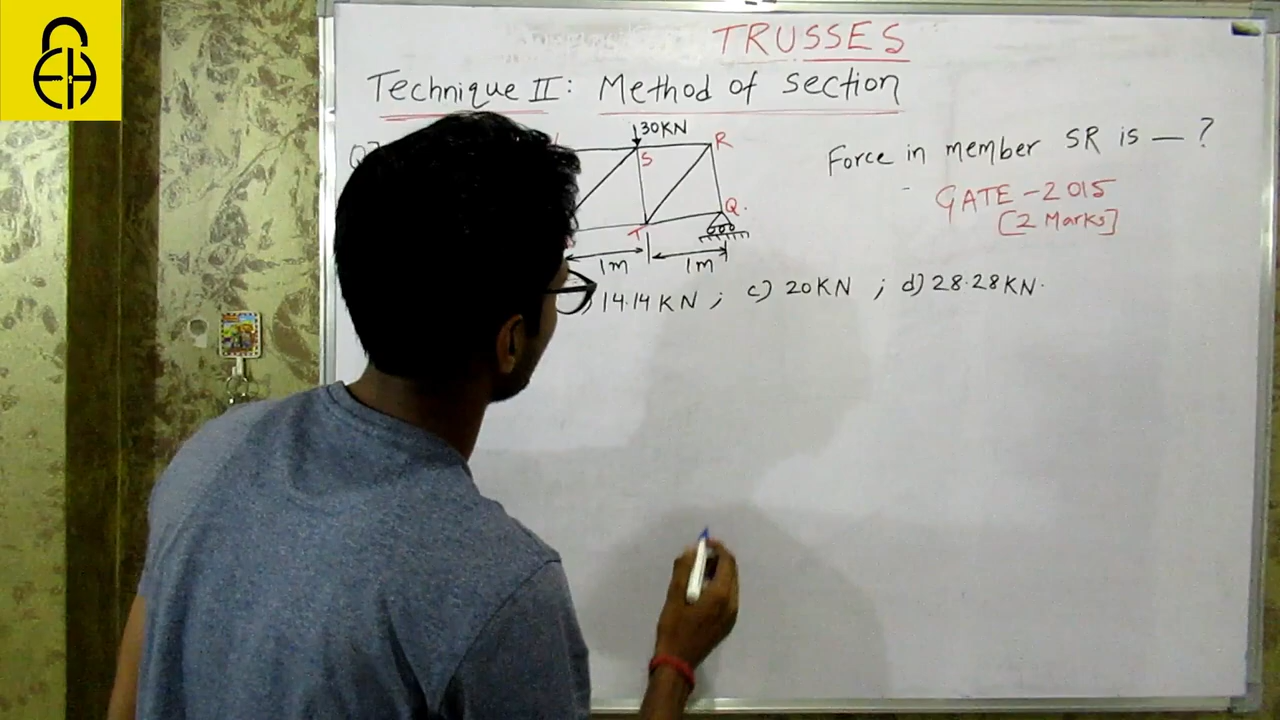 TRUSSES
Technique II: Method of section
30KN
S
R
Force in member SR is — ?
GATE-2015
[2 Marks]
T
Q
1m
1m
14.14 KN ; c) 20KN ; d) 28.28KN.